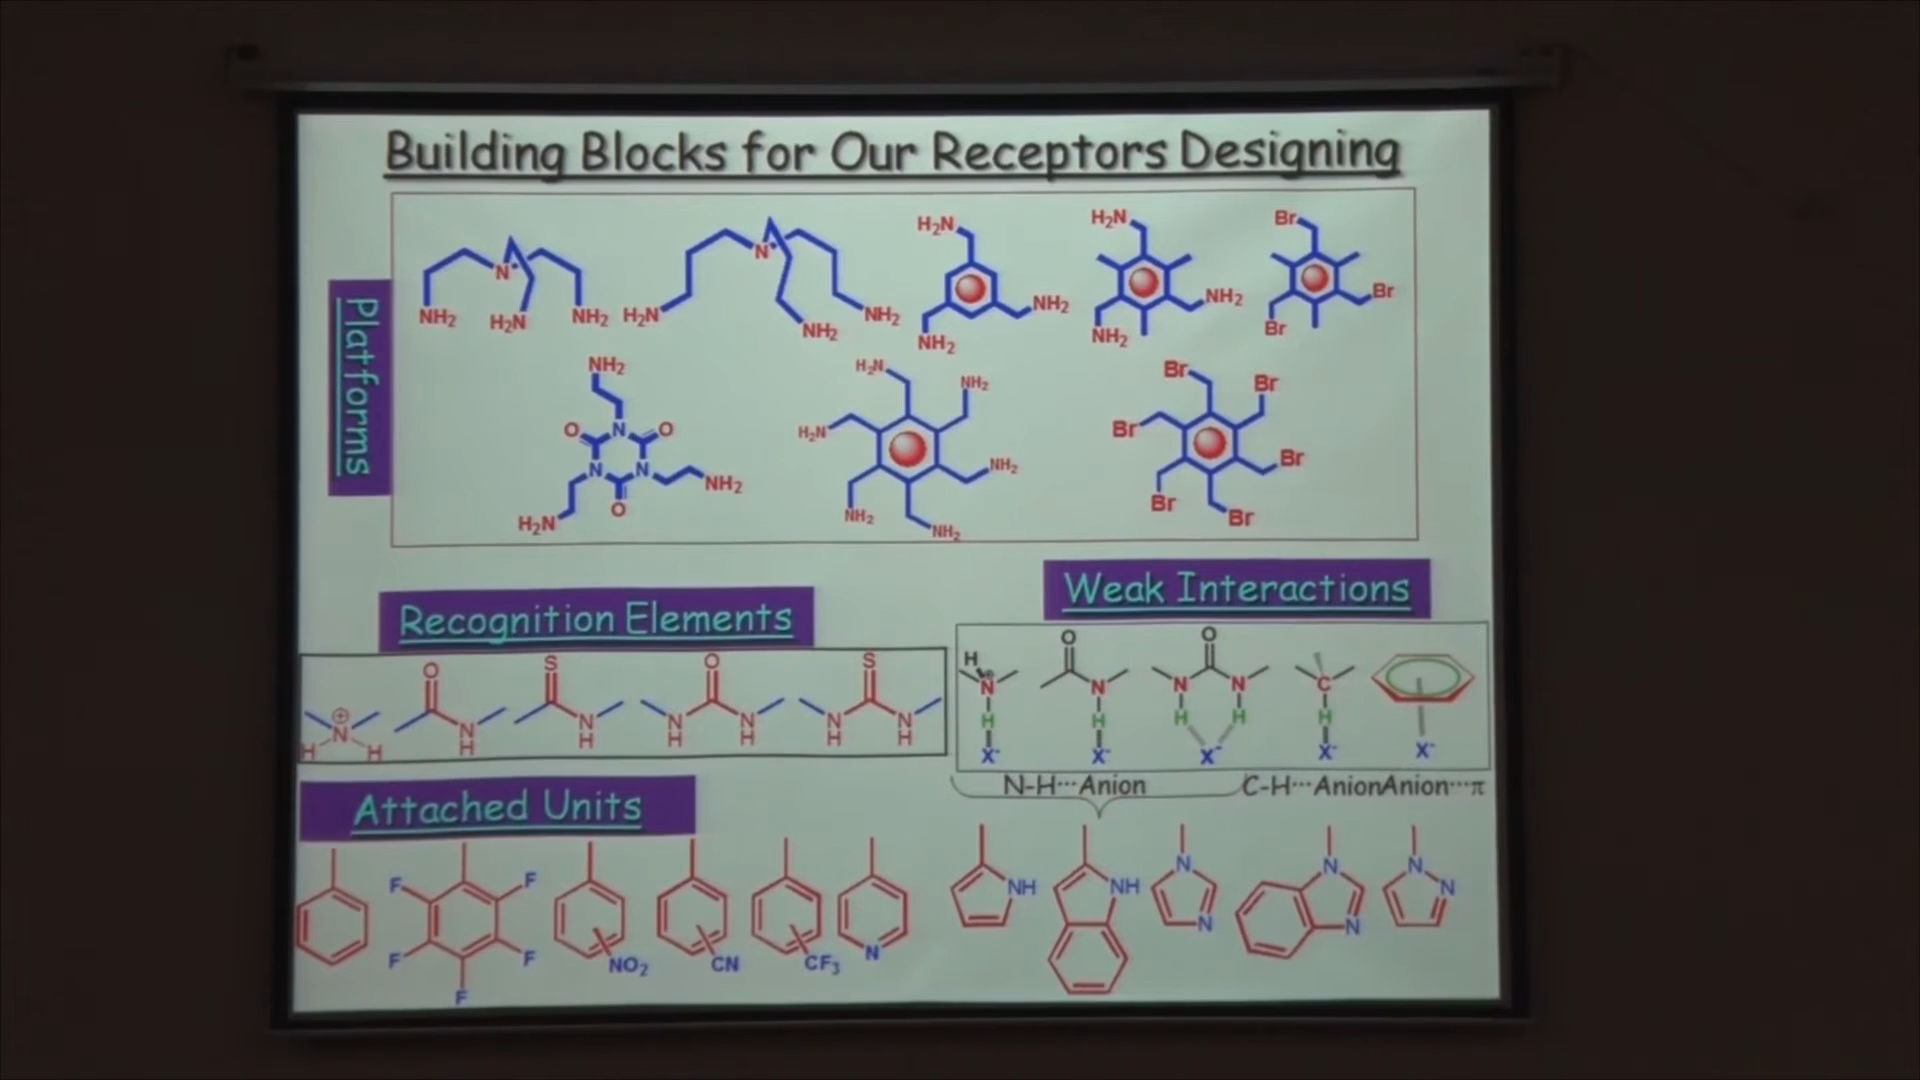 Building Blocks for Our Receptors Designing
Platforms
NH2 H2N NH2 N
H2N NH2 NH2 N
H2N NH2 NH2
H2N NH2 NH2
Br Br Br
NH2 O N O N N O NH2 H2N
H2N NH2 H2N NH2 NH2 NH2
Br Br Br Br Br Br
Recognition Elements
⊕ N H H
O N H
S N H
O N H N H
S N H N H
Weak Interactions
H ⊕ N H X-
O N H X-
O N N H H X-
C H X-
X-
N-H···Anion
C-H···Anion
Anion···π
Attached Units
F F F F F
NO2
CN
CF3
N
NH
NH
N N
N N
N N